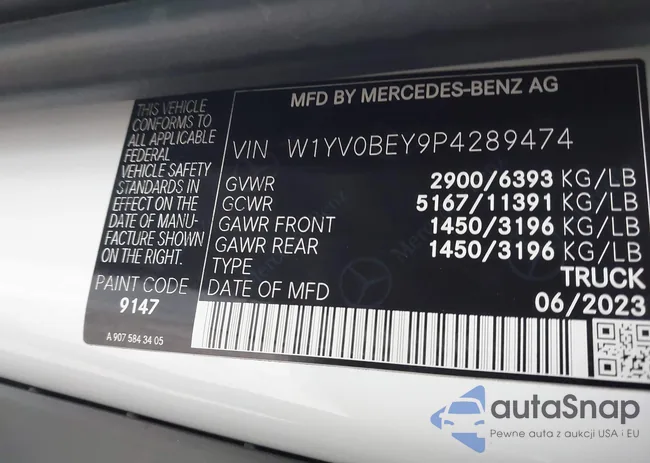 MFD BY MERCEDES-BENZ AG
THIS VEHICLE
CONFORMS TO
ALL APPLICABLE
FEDERAL
VEHICLE SAFETY
STANDARDS IN
EFFECT ON THE
DATE OF MANU-
FACTURE SHOWN
ON THE RIGHT.
PAINT CODE
9147
A 907 584 34 05
VIN W1YV0BEY9P4289474
GVWR 2900/6393 KG/LB
GCWR 5167/11391 KG/LB
GAWR FRONT 1450/3196 KG/LB
GAWR REAR 1450/3196 KG/LB
TYPE TRUCK
DATE OF MFD 06/2023
autaSnap
Pewne auta z aukcji USA i EU